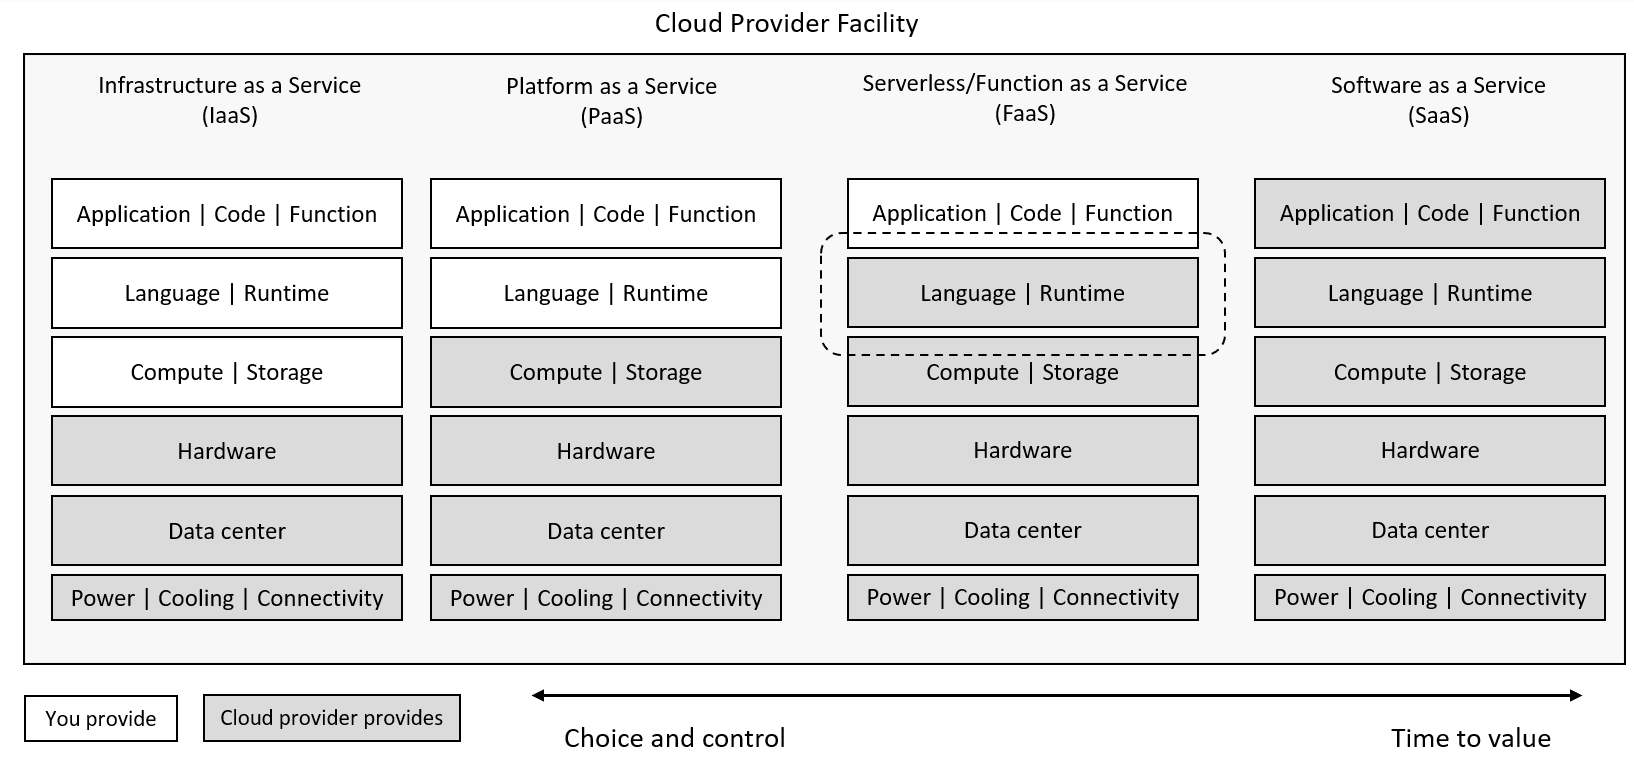 Cloud Provider Facility
Infrastructure as a Service
(IaaS)
Application | Code | Function
Language | Runtime
Compute | Storage
Hardware
Data center
Power | Cooling | Connectivity
Platform as a Service
(PaaS)
Application | Code | Function
Language | Runtime
Compute | Storage
Hardware
Data center
Power | Cooling | Connectivity
Serverless/Function as a Service
(FaaS)
Application | Code | Function
Language | Runtime
Compute | Storage
Hardware
Data center
Power | Cooling | Connectivity
Software as a Service
(SaaS)
Application | Code | Function
Language | Runtime
Compute | Storage
Hardware
Data center
Power | Cooling | Connectivity
You provide
Cloud provider provides
Choice and control
Time to value